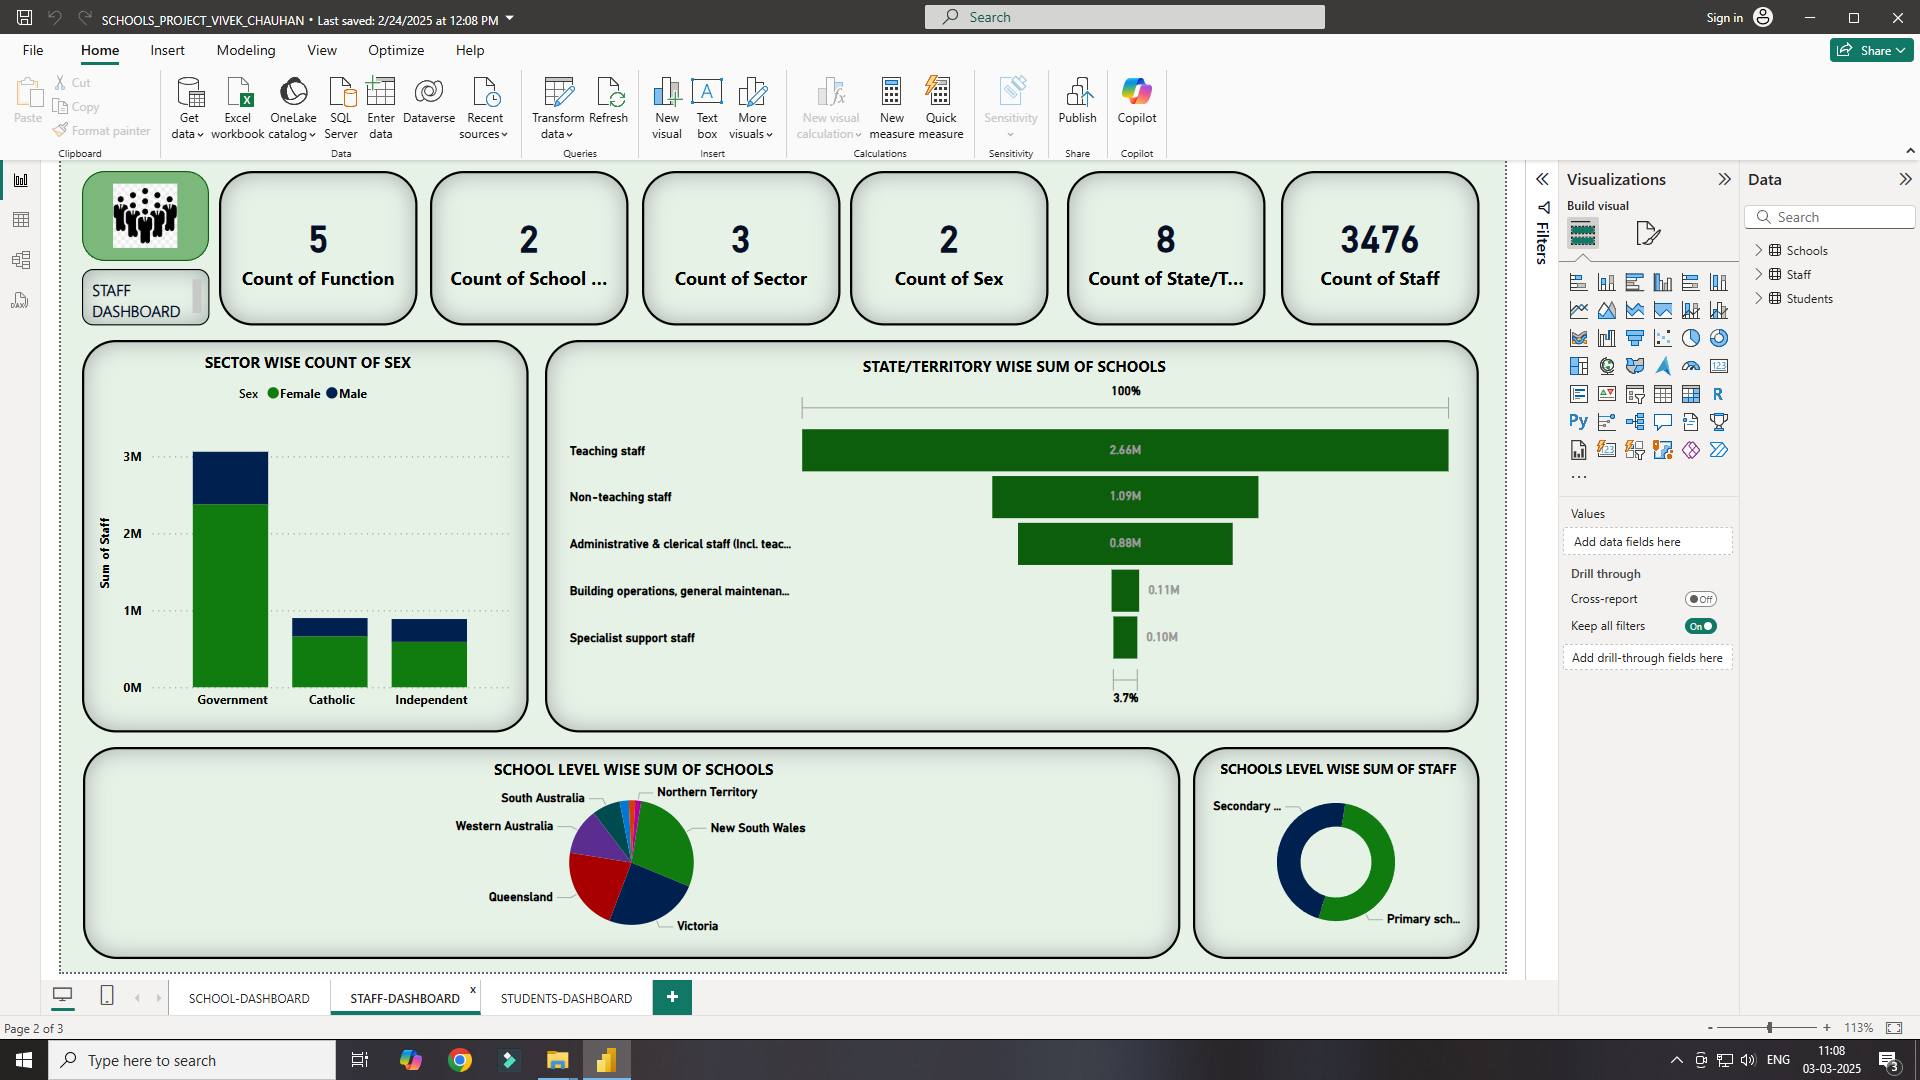 SCHOOLS_PROJECT_VIVEK_CHAUHAN • Last saved: 2/24/2025 at 12:08 PM
Search
Sign in
File
Home
Insert
Modeling
View
Optimize
Help
Share
Paste
Cut
Copy
Format painter
Clipboard
Get data
Excel workbook
OneLake catalog
SQL Server
Enter data
Dataverse
Recent sources
Data
Transform data
Refresh
Queries
New visual
Text box
More visuals
Insert
New visual calculation
New measure
Quick measure
Calculations
Sensitivity
Sensitivity
Publish
Share
Copilot
Copilot
STAFF
DASHBOARD
5
Count of Function
2
Count of School ...
3
Count of Sector
2
Count of Sex
8
Count of State/T...
3476
Count of Staff
SECTOR WISE COUNT OF SEX
Sex Female Male
Sum of Staff
3M
2M
1M
0M
Government
Catholic
Independent
STATE/TERRITORY WISE SUM OF SCHOOLS
100%
Teaching staff
2.66M
Non-teaching staff
1.09M
Administrative & clerical staff (Incl. teac...
0.88M
Building operations, general maintenan...
0.11M
Specialist support staff
0.10M
3.7%
SCHOOL LEVEL WISE SUM OF SCHOOLS
South Australia
Northern Territory
Western Australia
New South Wales
Queensland
Victoria
SCHOOLS LEVEL WISE SUM OF STAFF
Secondary ...
Primary sch...
Filters
Visualizations
Build visual
123
R
Py
123
...
Values
Add data fields here
Drill through
Cross-report
Off
Keep all filters
On
Add drill-through fields here
Data
Search
Schools
Staff
Students
DAX
SCHOOL-DASHBOARD
STAFF-DASHBOARD
x
STUDENTS-DASHBOARD
+
Page 2 of 3
- + 113%
Type here to search
ENG
11:08
03-03-2025
3